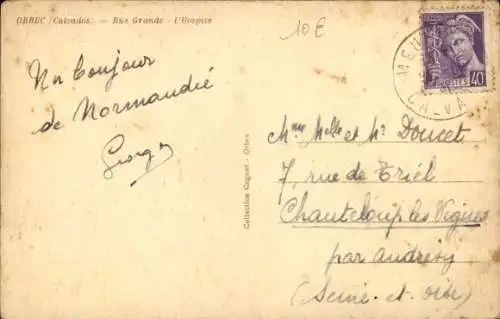 ORBEC (Calvados) — Rue Grande - L'Hospice
10 €
Un bonjour
de Normandie
Georges
Mme Melle et Mr Doucet
7, rue de Triel
Chanteloup les Vignes
par Andrésy
(Seine-et-Oise)
Collection Cagnet - Orbec
POSTES 40
CALVA